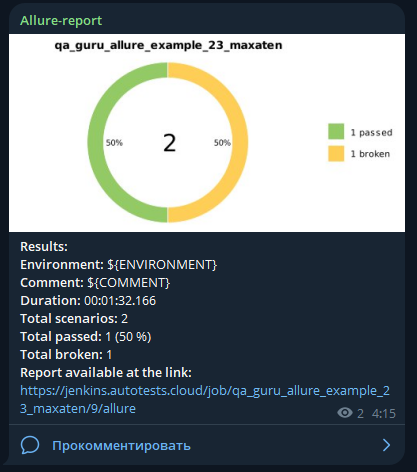 Allure-report
qa_guru_allure_example_23_maxaten
50%
2
50%
1 passed
1 broken
Results:
Environment: ${ENVIRONMENT}
Comment: ${COMMENT}
Duration: 00:01:32.166
Total scenarios: 2
Total passed: 1 (50 %)
Total broken: 1
Report available at the link:
https://jenkins.autotests.cloud/job/qa_guru_allure_example_2
3_maxaten/9/allure
2 4:15
Прокомментировать